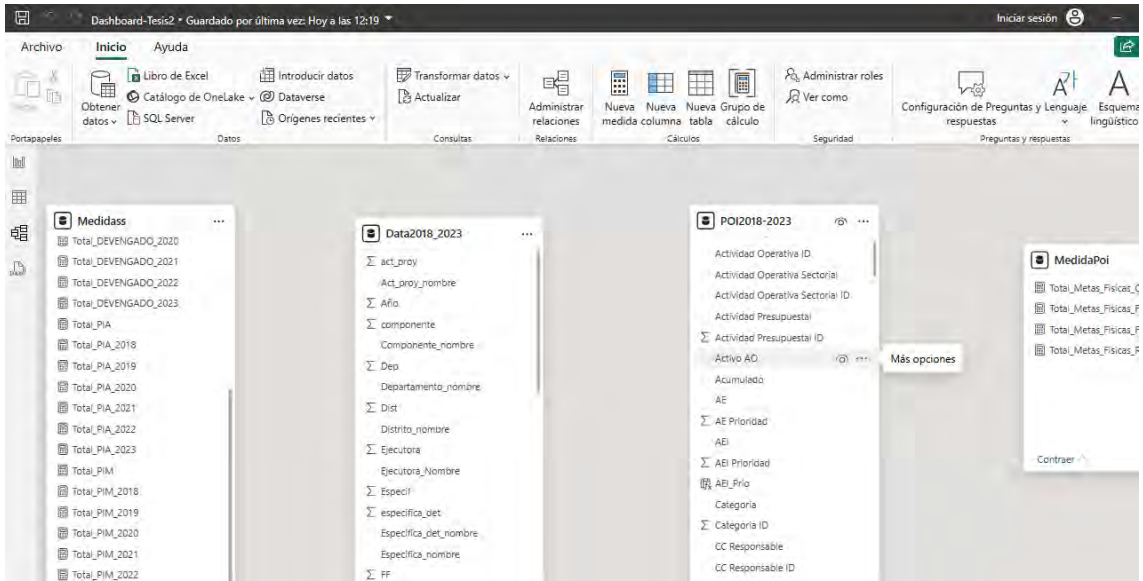 Dashboard-Tesis2 • Guardado por última vez: Hoy a las 12:19
Iniciar sesión
Archivo Inicio Ayuda
Obtener datos
Libro de Excel
Catálogo de OneLake
SQL Server
Introducir datos
Dataverse
Orígenes recientes
Transformar datos
Actualizar
Administrar relaciones
Nueva medida
Nueva columna
Nueva tabla
Grupo de cálculo
Administrar roles
Ver como
Configuración de Preguntas y respuestas
Lenguaje
Esquema lingüístico
Portapapeles
Datos
Consultas
Relaciones
Cálculos
Seguridad
Preguntas y respuestas
Medidass
Total_DEVENGADO_2020
Total_DEVENGADO_2021
Total_DEVENGADO_2022
Total_DEVENGADO_2023
Total_PIA
Total_PIA_2018
Total_PIA_2019
Total_PIA_2020
Total_PIA_2021
Total_PIA_2022
Total_PIA_2023
Total_PIM
Total_PIM_2018
Total_PIM_2019
Total_PIM_2020
Total_PIM_2021
Total_PIM_2022
Data2018_2023
act_proy
Act_proy_nombre
Año
componente
Componente_nombre
Dep
Departamento_nombre
Dist
Distrito_nombre
Ejecutora
Ejecutora_Nombre
Especif
especifica_det
Especifica_det_nombre
Especifica_nombre
FF
POI2018-2023
Actividad Operativa ID
Actividad Operativa Sectorial
Actividad Operativa Sectorial ID
Actividad Presupuestal
Actividad Presupuestal ID
Activo AO
Más opciones
Acumulado
AE
AE Prioridad
AEI
AEI Prioridad
AEI_Prio
Categoria
Categoria ID
CC Responsable
CC Responsable ID
MedidaPoi
Total_Metas_Fisicas_
Total_Metas_Fisicas_F
Total_Metas_Fisicas_F
Total_Metas_Fisicas_R
Contraer